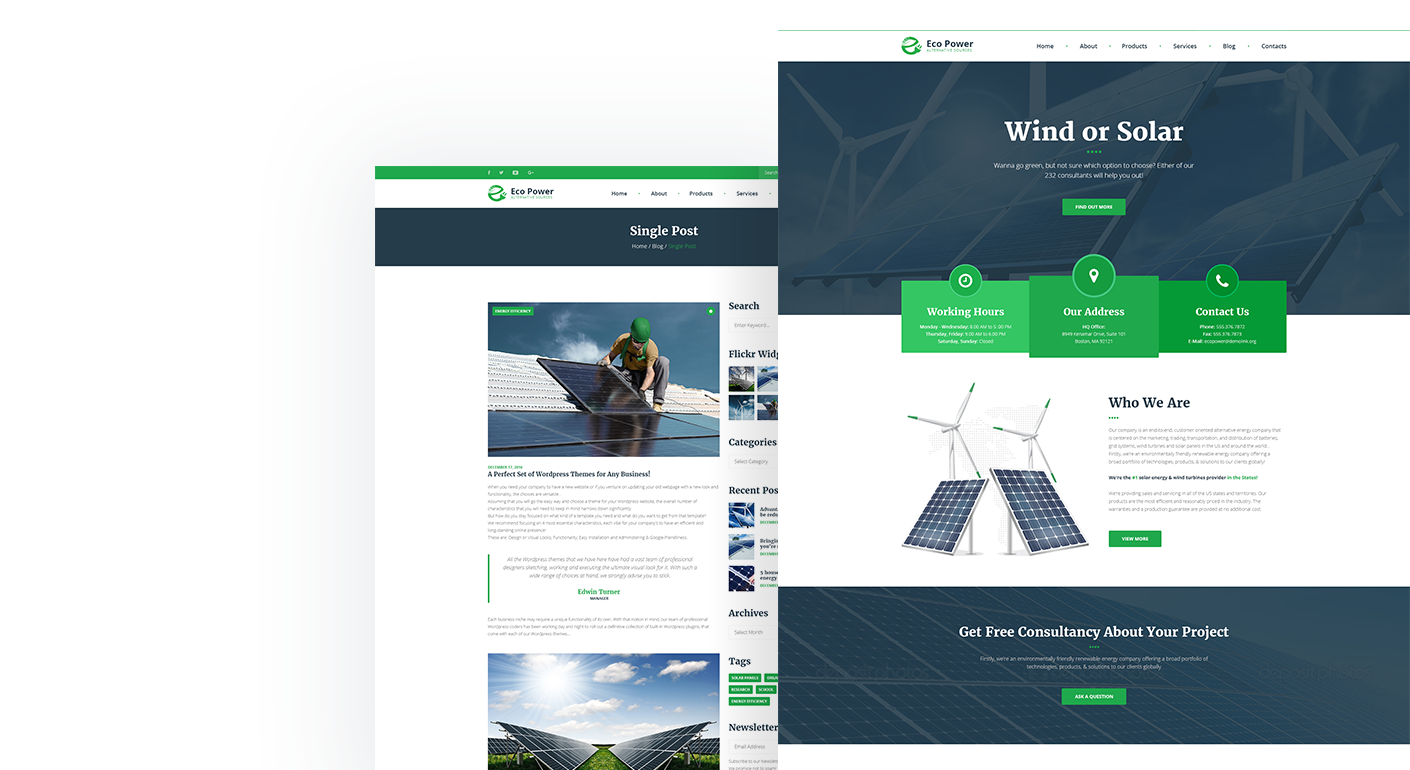 Eco Power
ALTERNATIVE SOURCES
Home About Products Services Blog Contacts
Wind or Solar
Wanna go green, but not sure which option to choose? Either of our
232 consultants will help you out!
FIND OUT MORE
Working Hours
Monday - Wednesday: 8:00 AM to 5:00 PM
Thursday, Friday: 9:00 AM to 6:00 PM
Saturday, Sunday: Closed
Our Address
HQ Office:
8949 Kenamar Drive, Suite 101
Boston, MA 92121
Contact Us
Phone: 555.376.7872
Fax: 555.376.7873
E-Mail: ecopower@demolink.org
Who We Are
Our company is an end-to-end, customer oriented alternative energy company that
is centered on the marketing, trading, transportation, and distribution of batteries,
grid systems, wind turbines and solar panels in the US and around the world .
Firstly, we're an environmentally friendly renewable energy company offering a
broad portfolio of technologies, products, & solutions to our clients globally!
We're the #1 solar energy & wind turbines provider in the States!
We're providing sales and servicing in all of the US states and territories. Our
products are the most efficient and reasonably priced in the industry. The
warranties and a production guarantee are provided at no additional cost.
VIEW MORE
Get Free Consultancy About Your Project
Firstly, we're an environmentally friendly renewable energy company offering a broad portfolio of
technologies, products, & solutions to our clients globally
ASK A QUESTION
Search
Eco Power
ALTERNATIVE SOURCES
Home About Products Services
Single Post
Home / Blog / Single Post
ENERGY EFFICIENCY
DECEMBER 11, 2016
A Perfect Set of Wordpress Themes for Any Business!
When you need your company to have a new website or if you venture on updating your old webpage with a new look and
functionality, the choices are versatile.
Assuming that you will go the easy way and choose a theme for your Wordpress website, the overall number of
characteristics that you will need to keep in mind narrows down significantly.
But how do you stay focused on what kind of a template you need and what do you want to get from that template?
We recommend focusing on 4 most essential characteristics, each vital for your company's to have an efficient and
long-standing online presence!
These are: Design or Visual Looks, Functionality, Easy Installation and Administering & Google-friendliness.
All the Wordpress themes that we have here have had a vast team of professional
designers sketching, working and executing the ultimate visual look for it. With such a
wide range of choices at hand, we strongly advise you to stick.
Edwin Turner
MANAGER
Each business niche may require a unique functionality of its own. With that notion in mind, our team of professional
Wordpress coders has been working day and night to roll out a definitive collection of built-in Wordpress plugins, that
come with each of our Wordpress themes...
Search
Enter Keyword...
Flickr Widg
Categories
Select Category
Recent Pos
Advant
be redu
DECEMBER
Bringin
you're
DECEMBER
5 hous
energy
DECEMBER
Archives
Select Month
Tags
SOLAR PANELS
RESEARCH SCHOOL
ENERGY EFFICIENCY
Newsletter
Email Address
Subscribe to our newslett